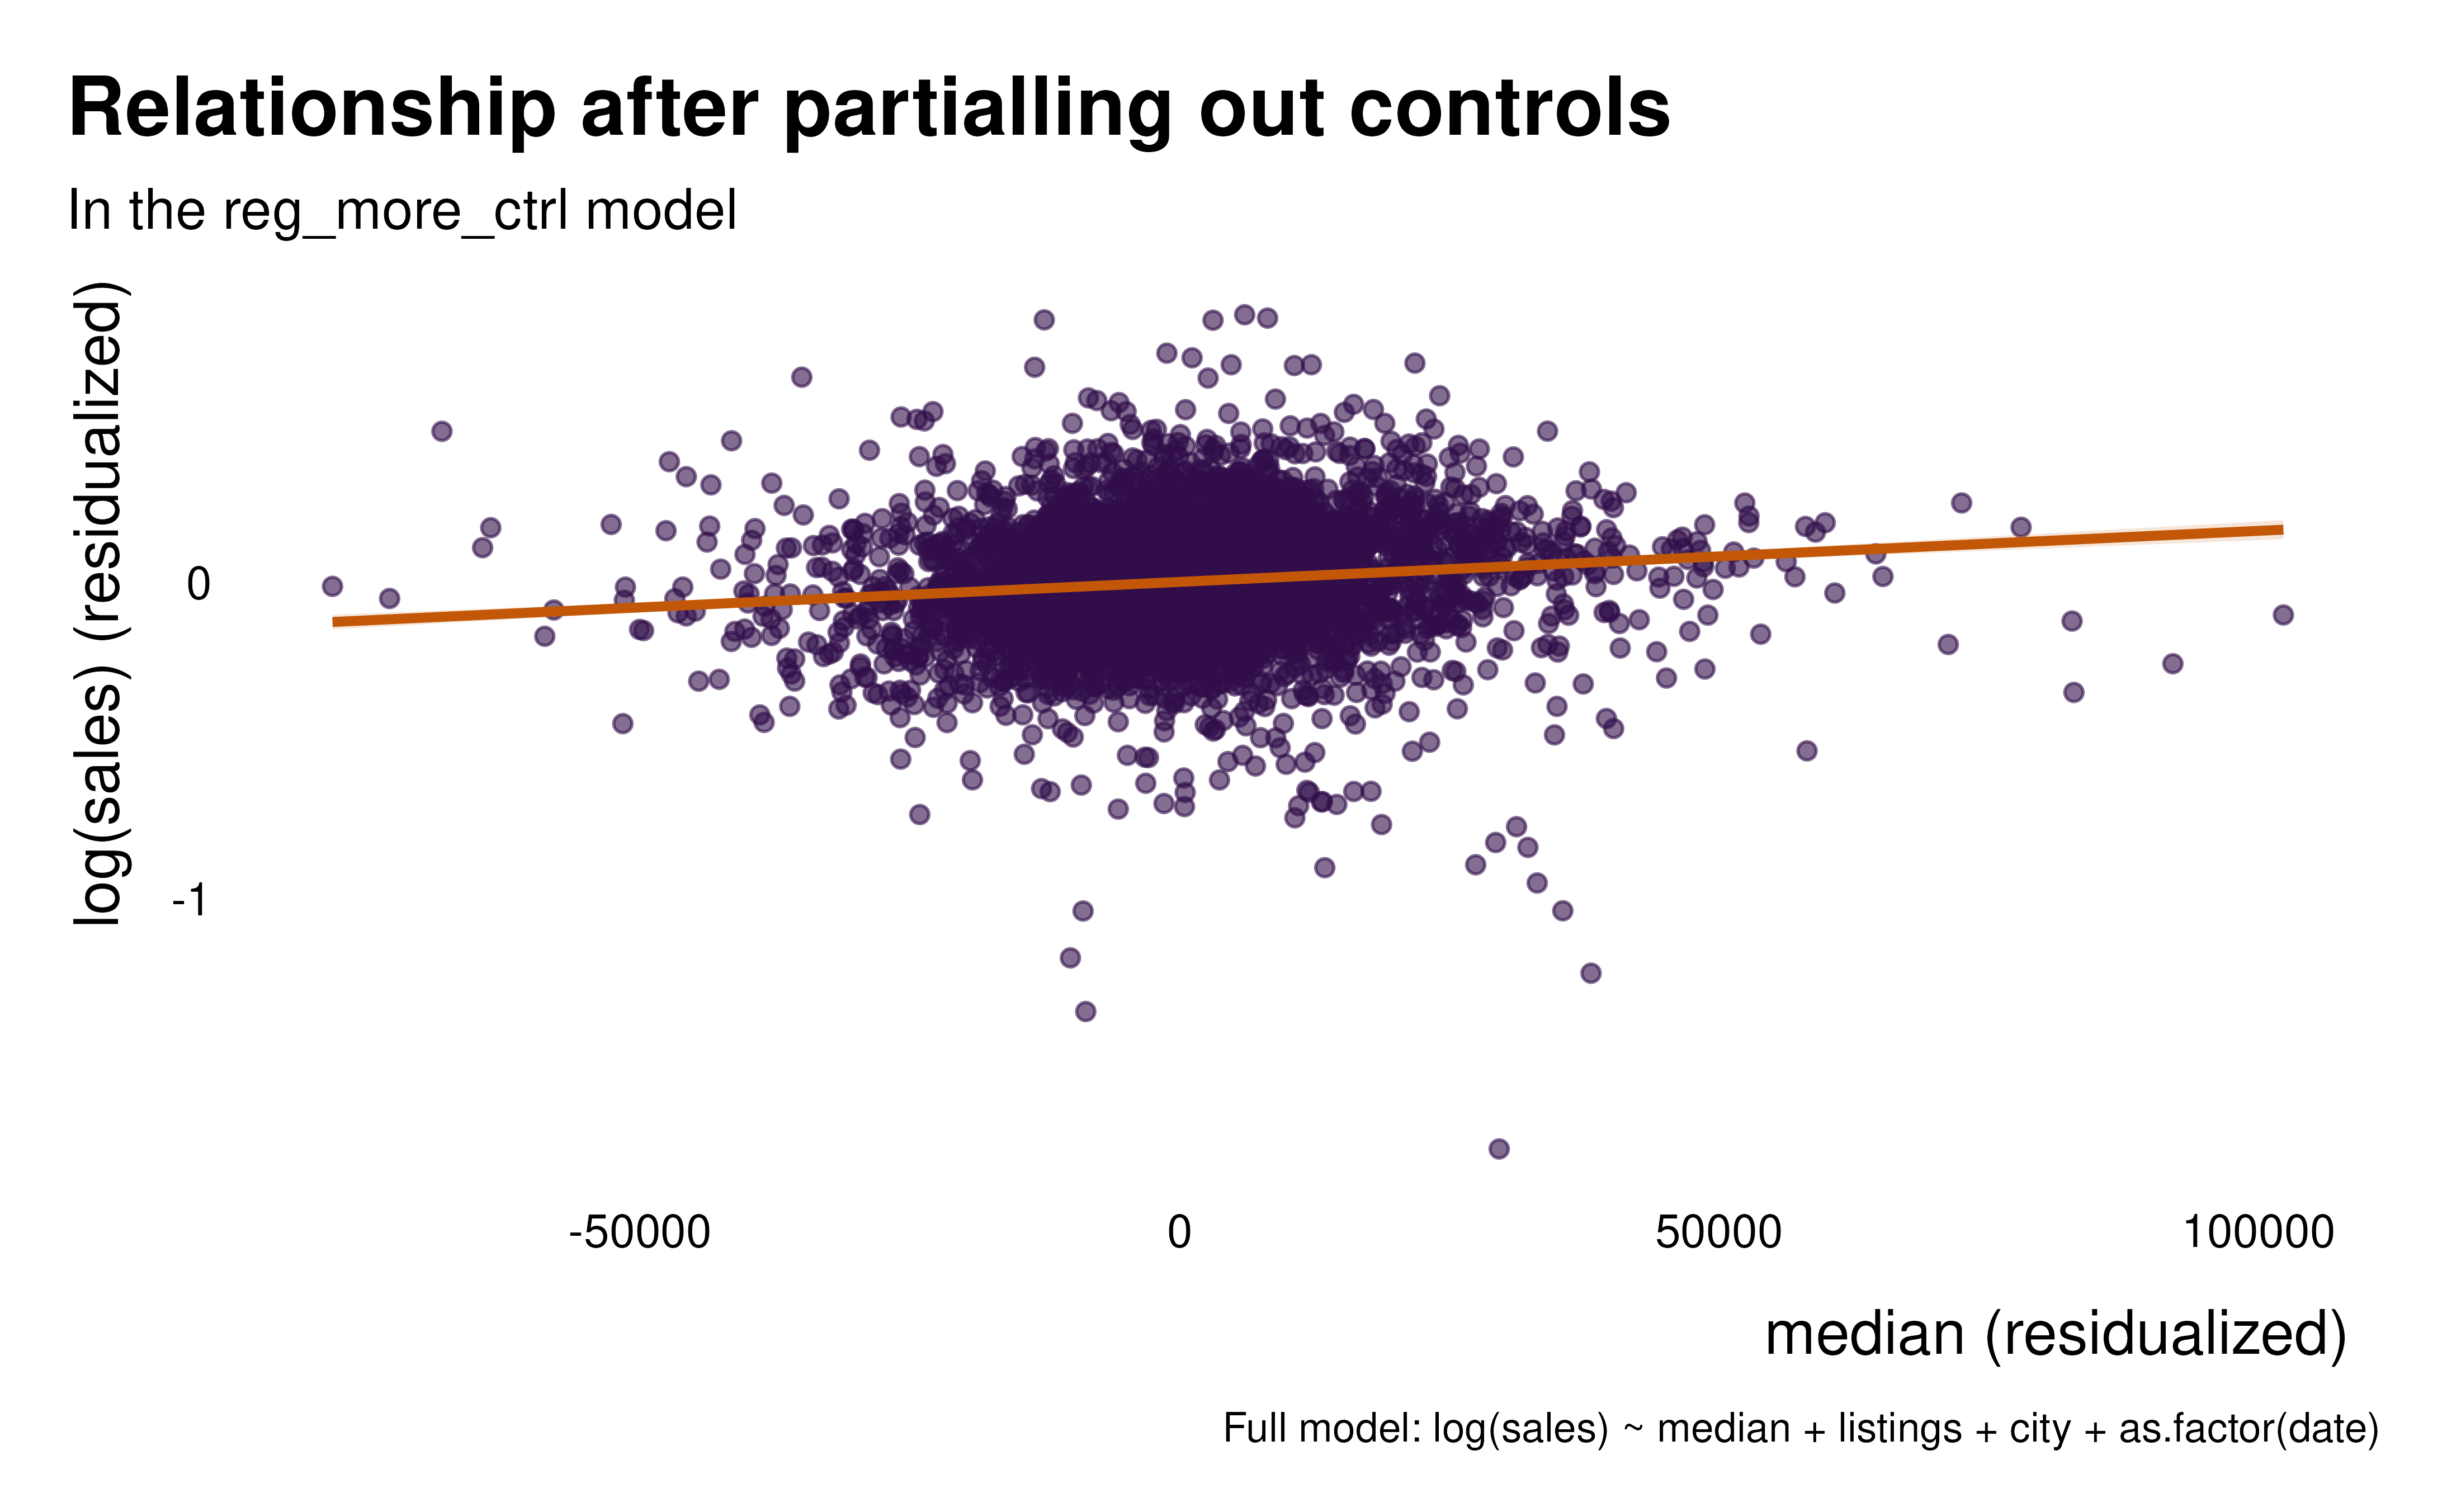 Relationship after partialling out controls
In the reg_more_ctrl model
log(sales) (residualized)
0
-1
-50000
0
50000
100000
median (residualized)
Full model: log(sales) ~ median + listings + city + as.factor(date)